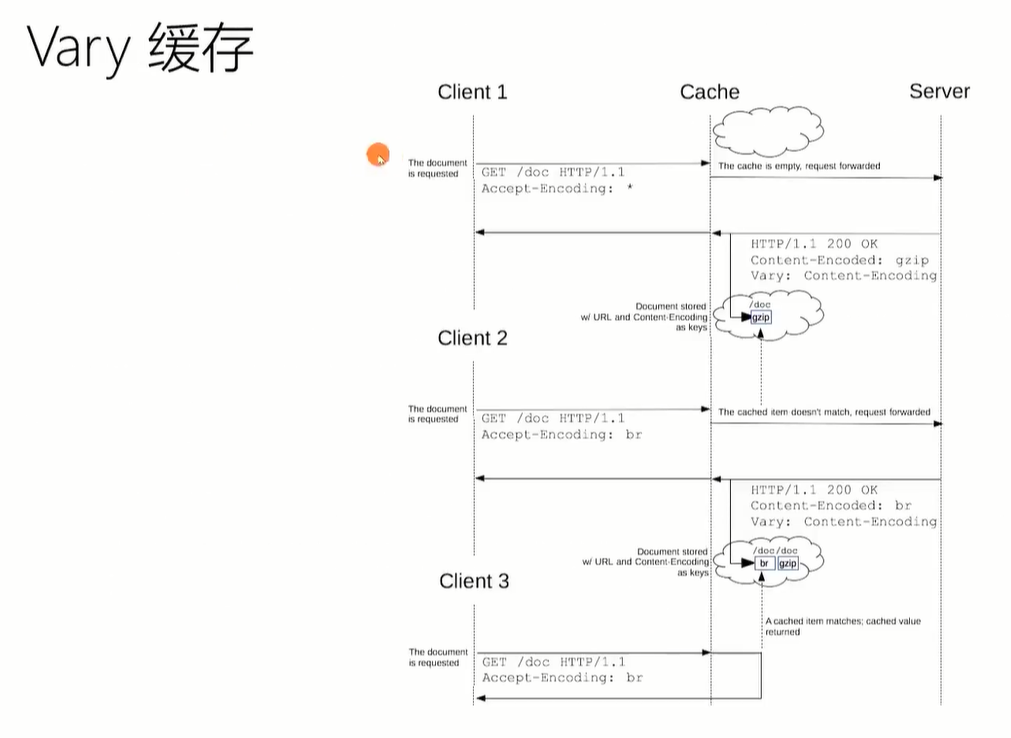 Vary 缓存
Client 1
Cache
Server
The document
is requested
GET /doc HTTP/1.1
Accept-Encoding: *
The cache is empty, request forwarded
HTTP/1.1 200 OK
Content-Encoded: gzip
Vary: Content-Encoding
Document stored
w/ URL and Content-Encoding
as keys
/doc
gzip
Client 2
The document
is requested
GET /doc HTTP/1.1
Accept-Encoding: br
The cached item doesn't match, request forwarded
HTTP/1.1 200 OK
Content-Encoded: br
Vary: Content-Encoding
Document stored
w/ URL and Content-Encoding
as keys
/doc /doc
br gzip
Client 3
A cached item matches; cached value
returned
The document
is requested
GET /doc HTTP/1.1
Accept-Encoding: br